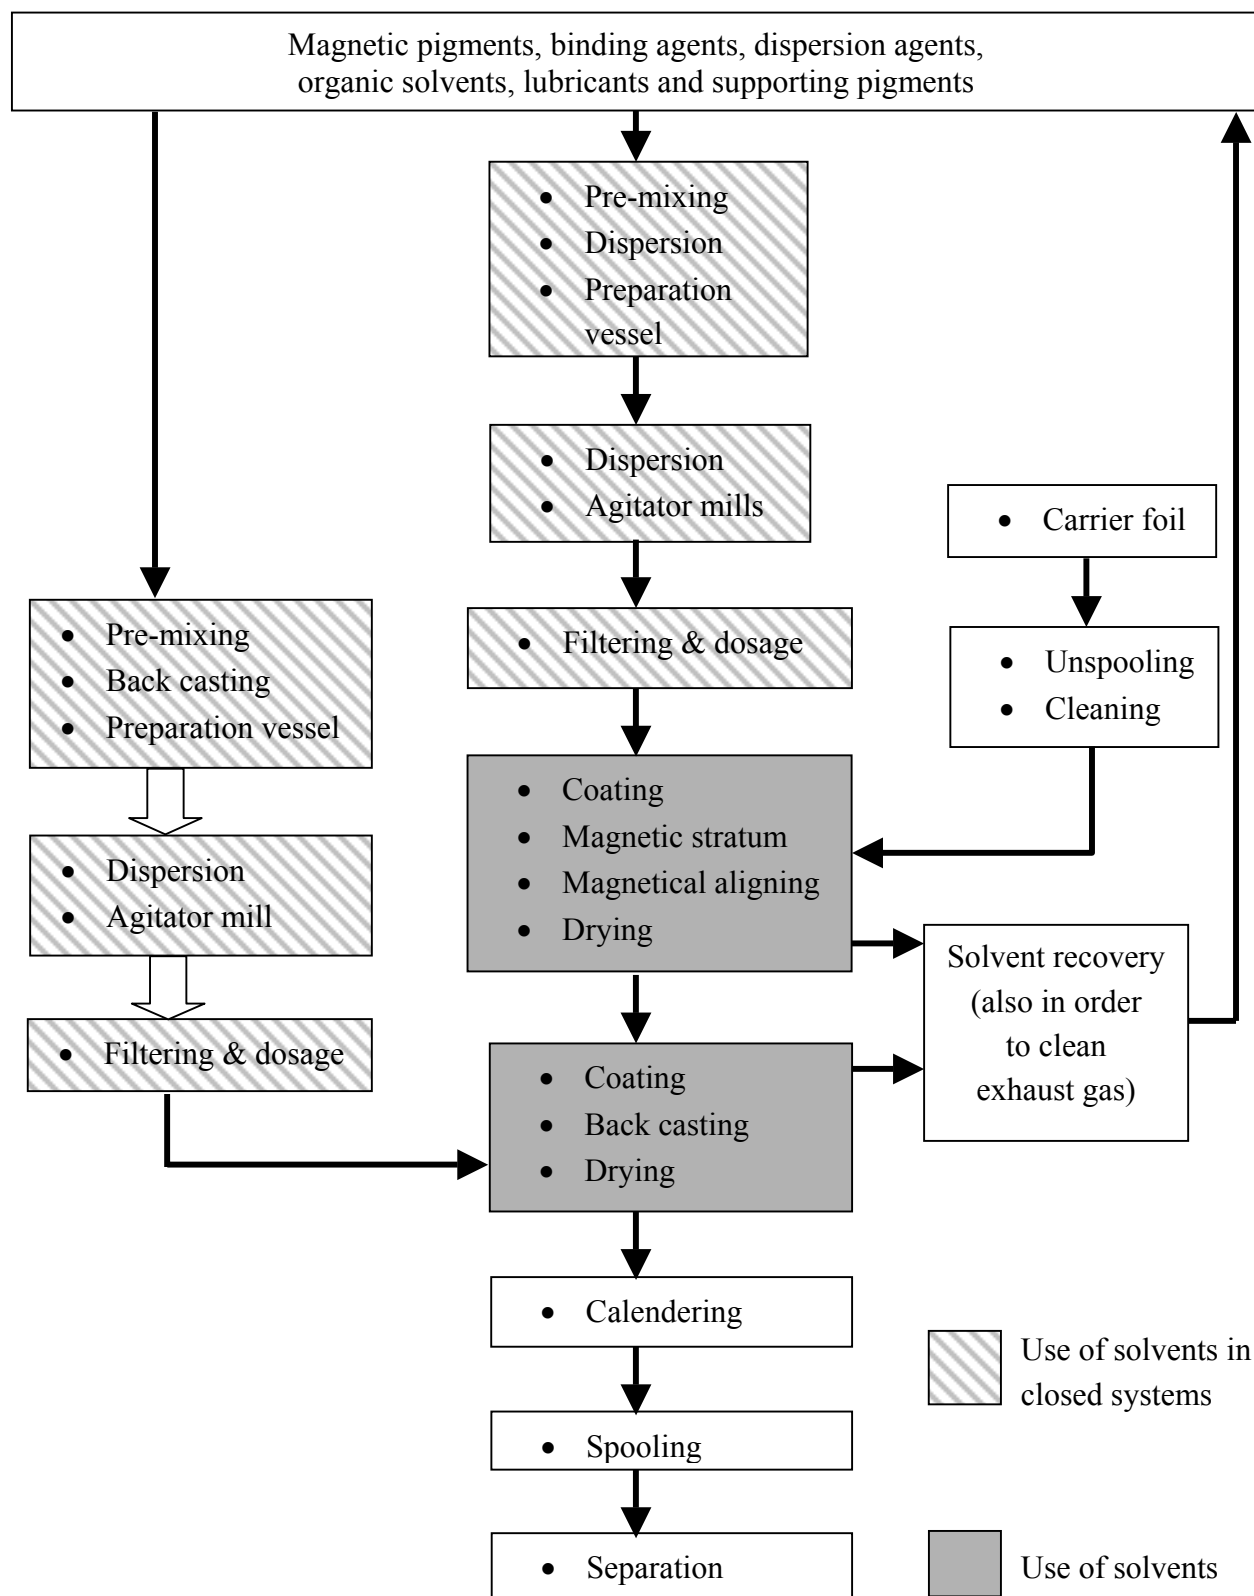 Magnetic pigments, binding agents, dispersion agents,
organic solvents, lubricants and supporting pigments
• Pre-mixing
• Dispersion
• Preparation
vessel
• Dispersion
• Agitator mills
• Carrier foil
• Filtering & dosage
• Unspooling
• Cleaning
• Pre-mixing
• Back casting
• Preparation vessel
• Coating
• Magnetic stratum
• Magnetical aligning
• Drying
• Dispersion
• Agitator mill
Solvent recovery
(also in order
to clean
exhaust gas)
• Filtering & dosage
• Coating
• Back casting
• Drying
• Calendering
Use of solvents in
closed systems
• Spooling
• Separation
Use of solvents